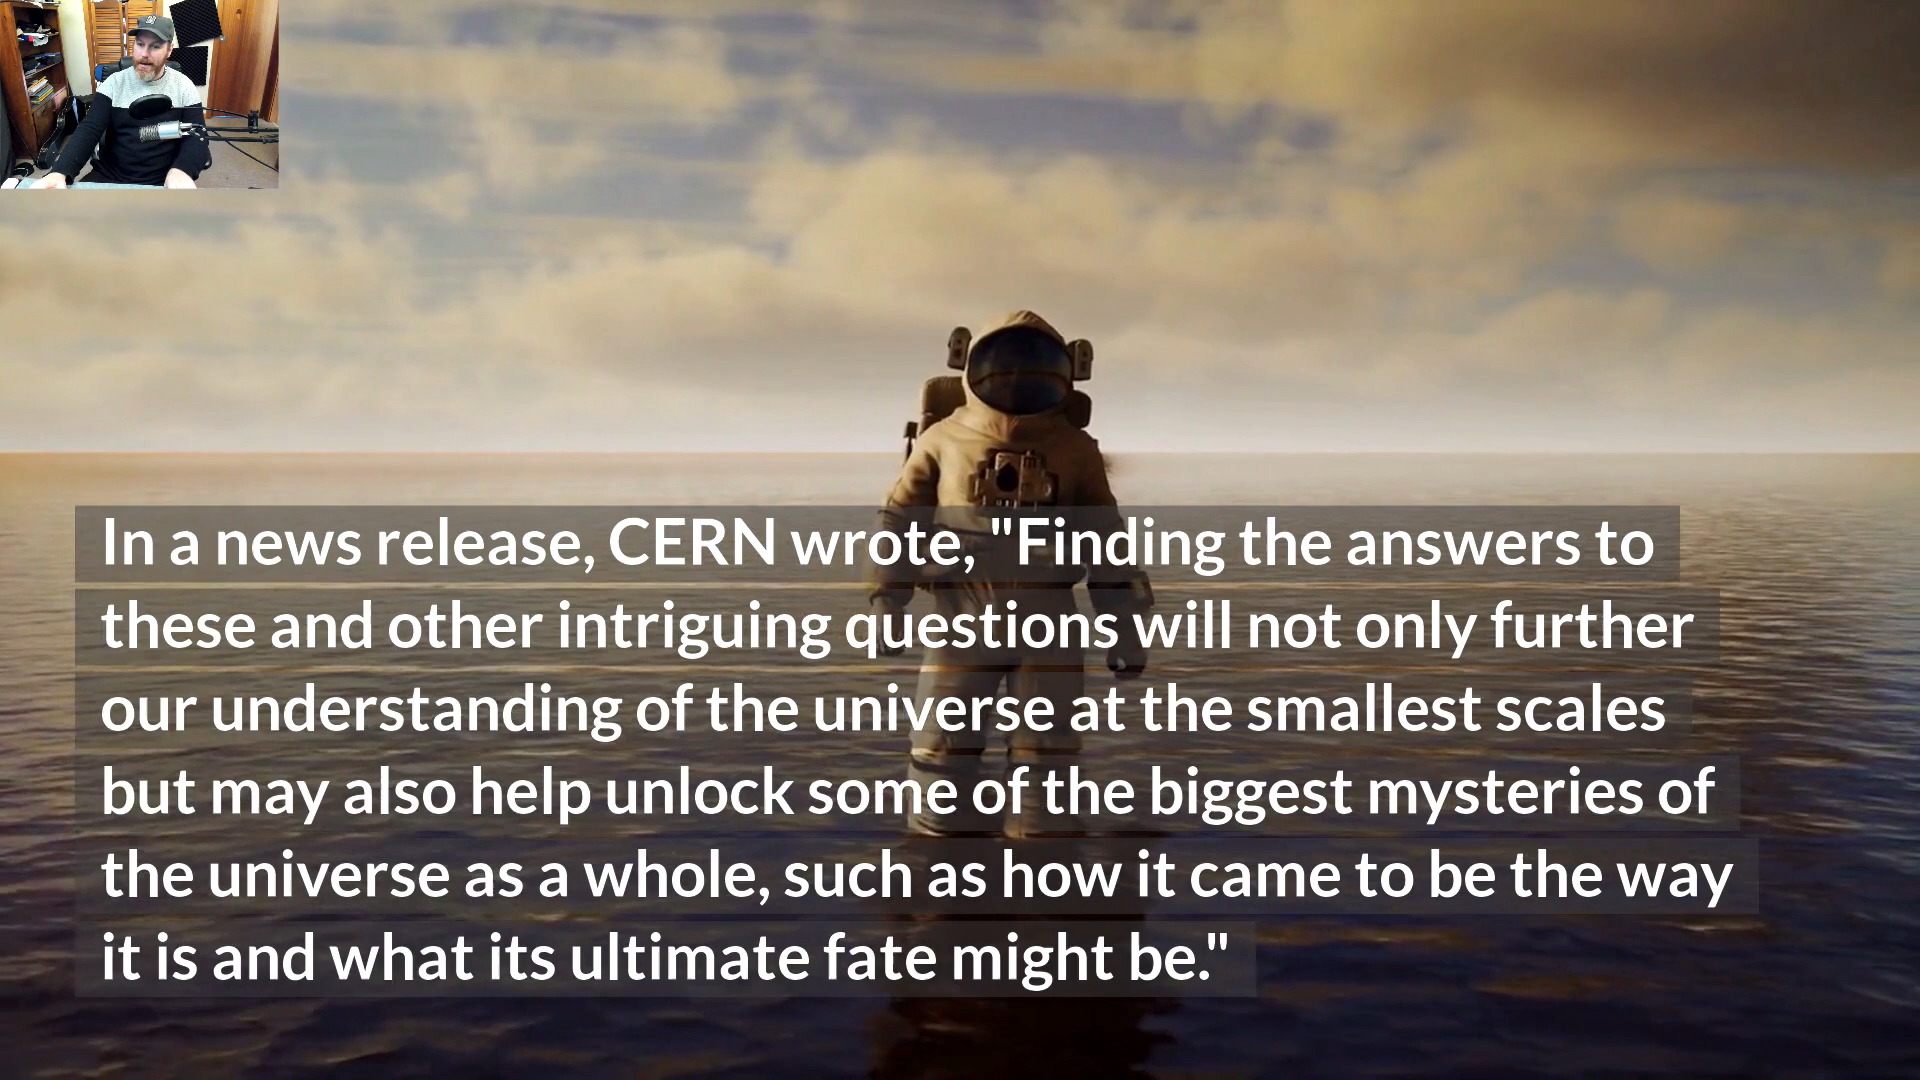 In a news release, CERN wrote, "Finding the answers to
these and other intriguing questions will not only further
our understanding of the universe at the smallest scales
but may also help unlock some of the biggest mysteries of
the universe as a whole, such as how it came to be the way
it is and what its ultimate fate might be."